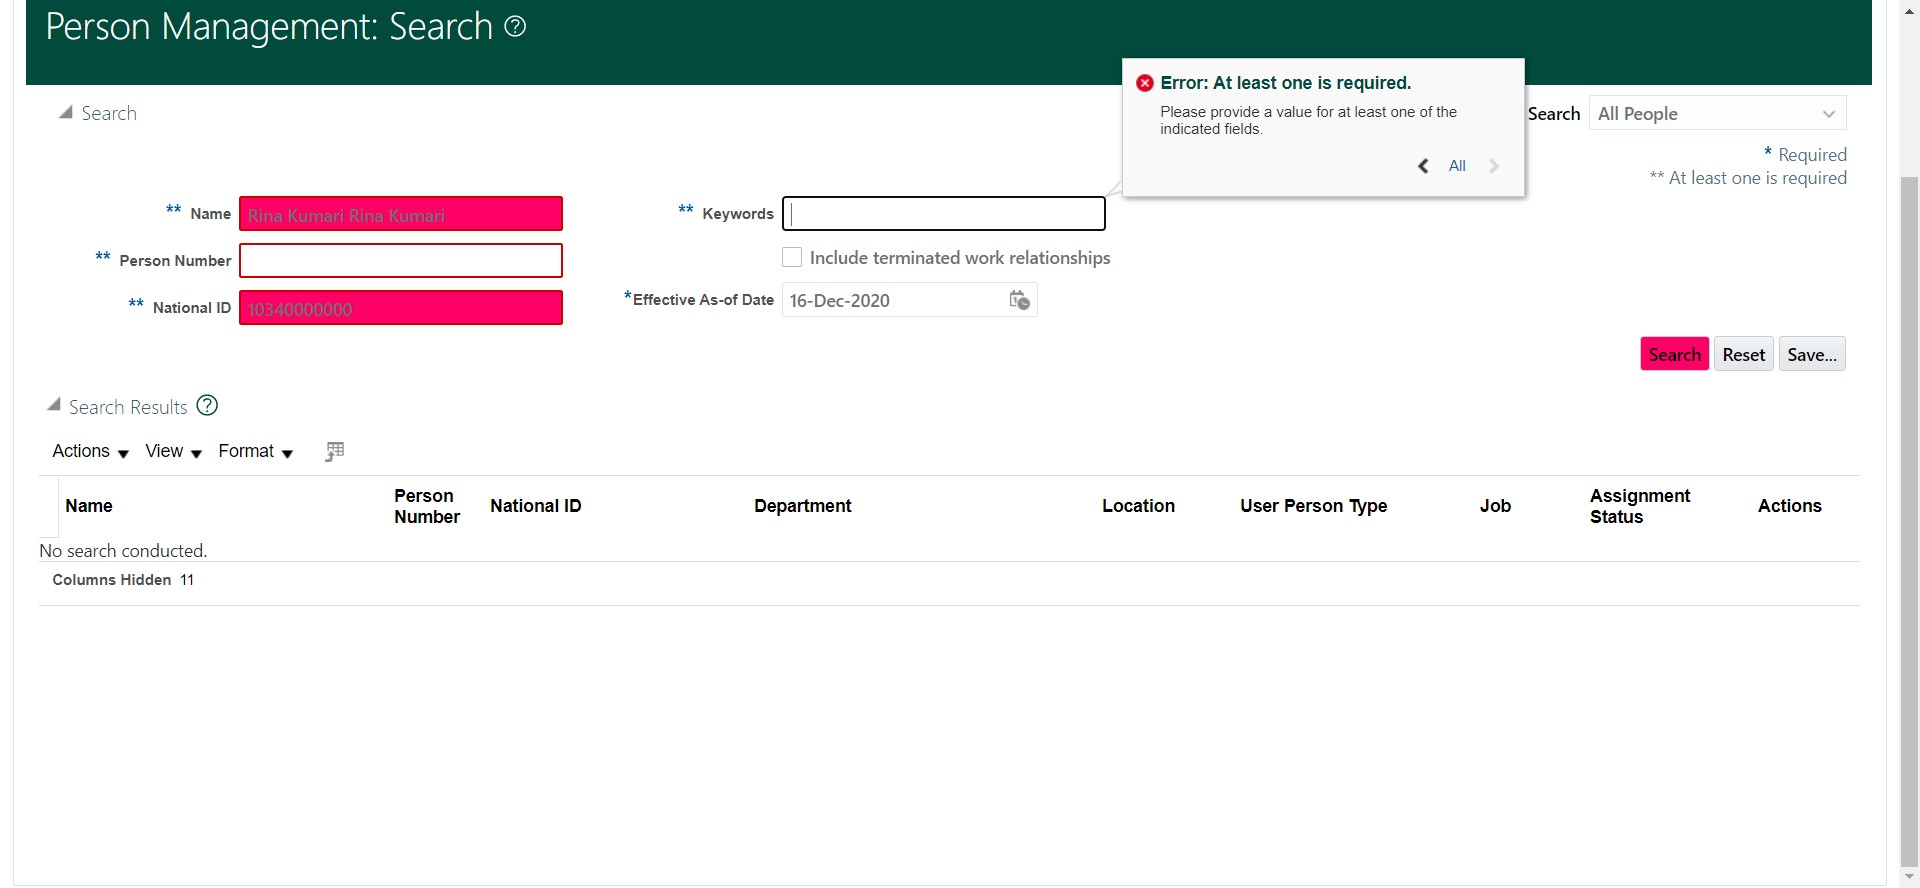 Person Management: Search
Error: At least one is required.
Please provide a value for at least one of the
indicated fields.
All
Search
Search All People
* Required
** At least one is required
** Name Rina Kumari Rina Kumari
** Keywords
** Person Number
Include terminated work relationships
** National ID 10340000000
*Effective As-of Date 16-Dec-2020
Search Reset Save...
Search Results
Actions View Format
Name Person Number National ID Department Location User Person Type Job Assignment Status Actions
No search conducted.
Columns Hidden 11